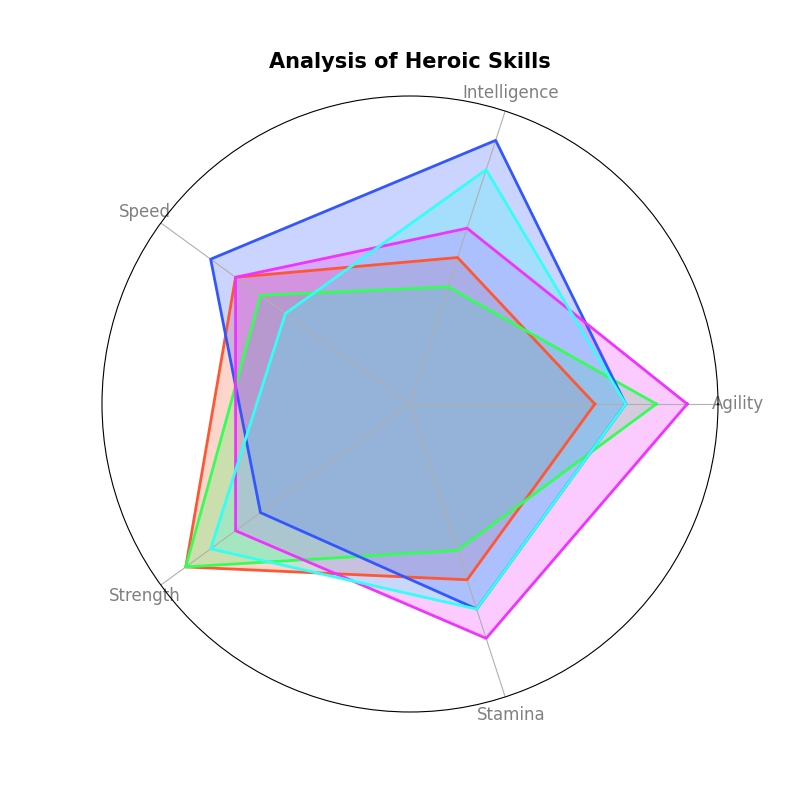 Analysis of Heroic Skills
Intelligence
Speed
Agility
Strength
Stamina